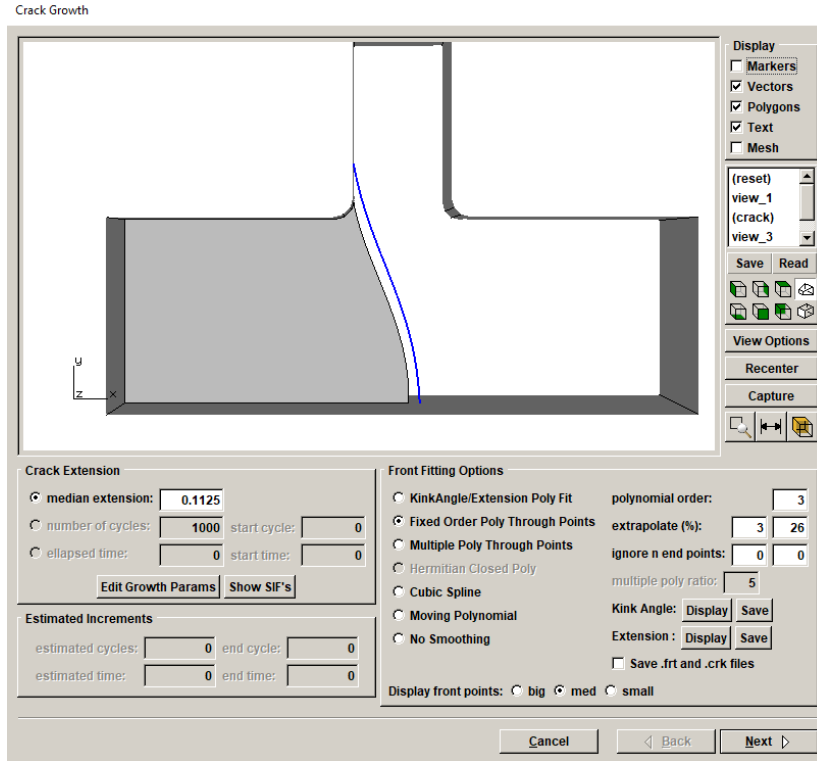 Crack Growth
Display
Markers
Vectors
Polygons
Text
Mesh
(reset)
view_1
(crack)
view_3
Save Read
View Options
Recenter
Capture
y
z x
Crack Extension
median extension: 0.1125
number of cycles: 1000 start cycle: 0
ellapsed time: 0 start time: 0
Edit Growth Params Show SIF's
Estimated Increments
estimated cycles: 0 end cycle: 0
estimated time: 0 end time: 0
Front Fitting Options
KinkAngle/Extension Poly Fit polynomial order: 3
Fixed Order Poly Through Points extrapolate (%): 3 26
Multiple Poly Through Points ignore n end points: 0 0
Hermitian Closed Poly multiple poly ratio: 5
Cubic Spline Kink Angle: Display Save
Moving Polynomial Extension : Display Save
No Smoothing Save .frt and .crk files
Display front points: big med small
Cancel Back Next